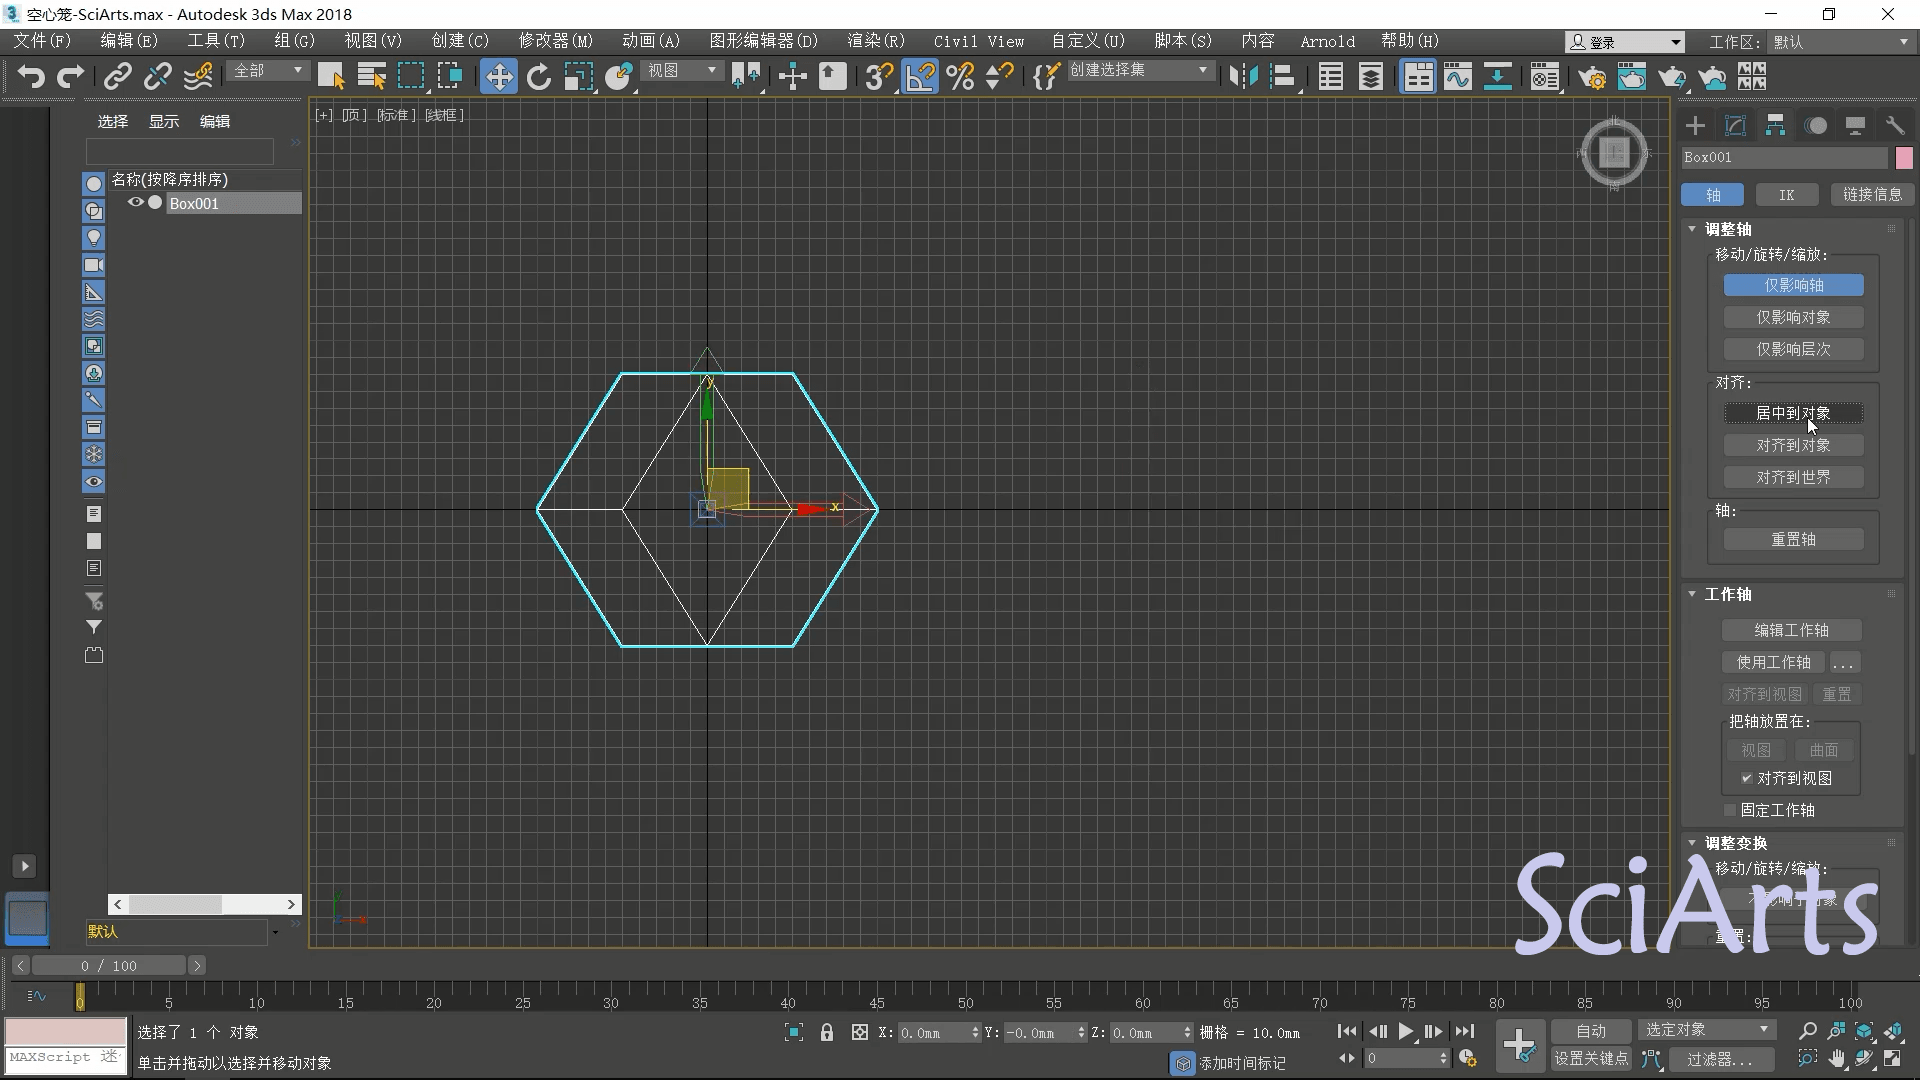 空心笼-SciArts.max - Autodesk 3ds Max 2018
文件(F) 编辑(E) 工具(T) 组(G) 视图(V) 创建(C) 修改器(M) 动画(A) 图形编辑器(D) 渲染(R) Civil View 自定义(U) 脚本(S) 内容 Arnold 帮助(H) 登录 工作区: 默认
全部 视图 创建选择集
选择 显示 编辑
[+] [顶] [标准] [线框]
北
西 上 东
南
名称(按降序排序)
Box001
Box001
轴 IK 链接信息
调整轴
移动/旋转/缩放:
仅影响轴
仅影响对象
仅影响层次
对齐:
居中到对象
对齐到对象
对齐到世界
轴:
重置轴
工作轴
编辑工作轴
使用工作轴 ...
对齐到视图 重置
把轴放置在:
视图 曲面
对齐到视图
固定工作轴
调整变换
移动/旋转/缩放:
重置:
y
x
SciArts
默认
0 / 100
0 5 10 15 20 25 30 35 40 45 50 55 60 65 70 75 80 85 90 95 100
选择了 1 个 对象
X: 0.0mm Y: -0.0mm Z: 0.0mm 栅格 = 10.0mm
自动 选定对象
MAXScript 迷
单击并拖动以选择并移动对象
添加时间标记
0
设置关键点 过滤器...